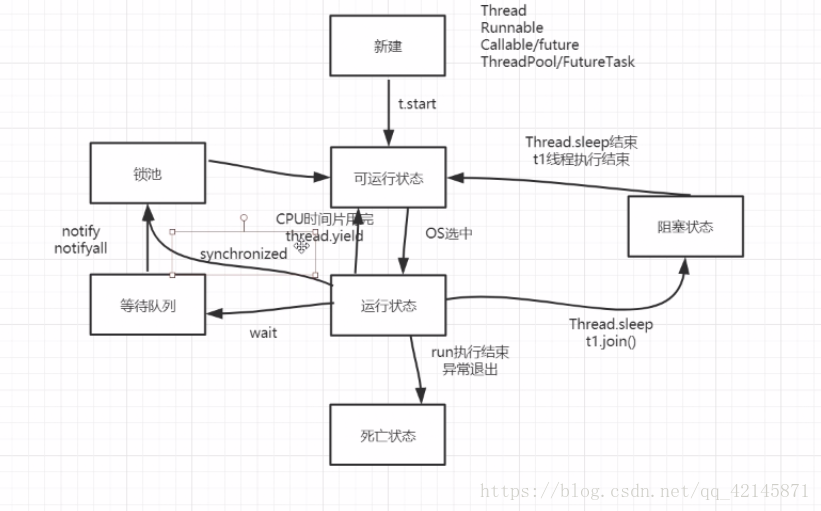 Thread
Runnable
Callable/future
ThreadPool/FutureTask
新建
t.start
Thread.sleep结束
t1线程执行结束
锁池
可运行状态
阻塞状态
notify
notifyall
CPU时间片用完
thread.yield
synchronized
OS选中
等待队列
运行状态
wait
Thread.sleep
t1.join()
run执行结束
异常退出
死亡状态
https://blog.csdn.net/qq_42145871